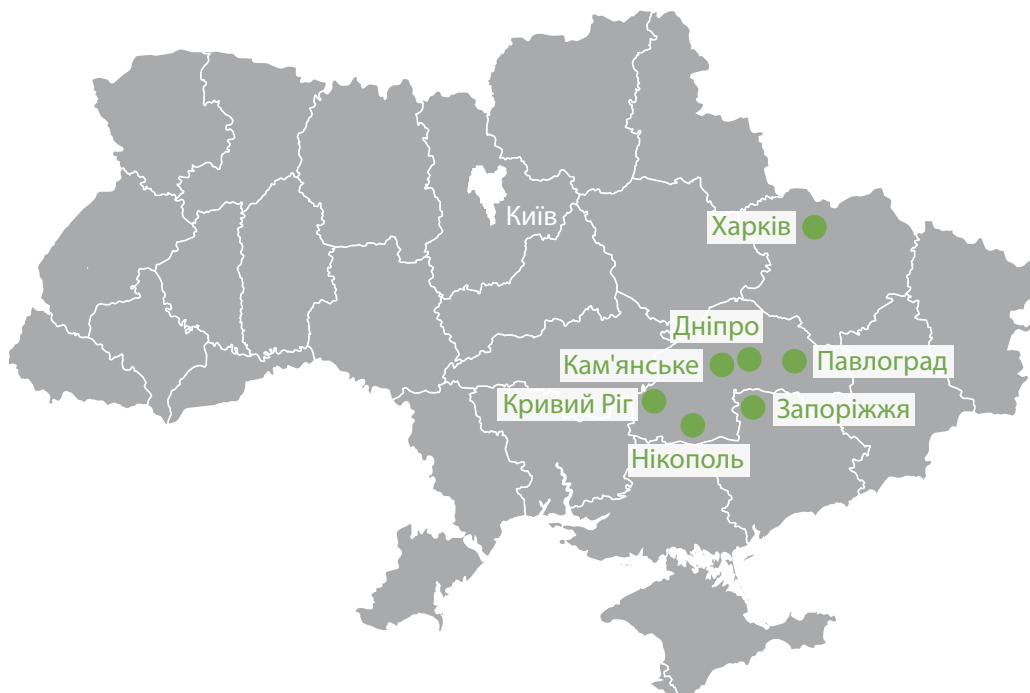 Київ
Харків
Дніпро
Кам'янське
Павлоград
Кривий Ріг
Запоріжжя
Нікополь